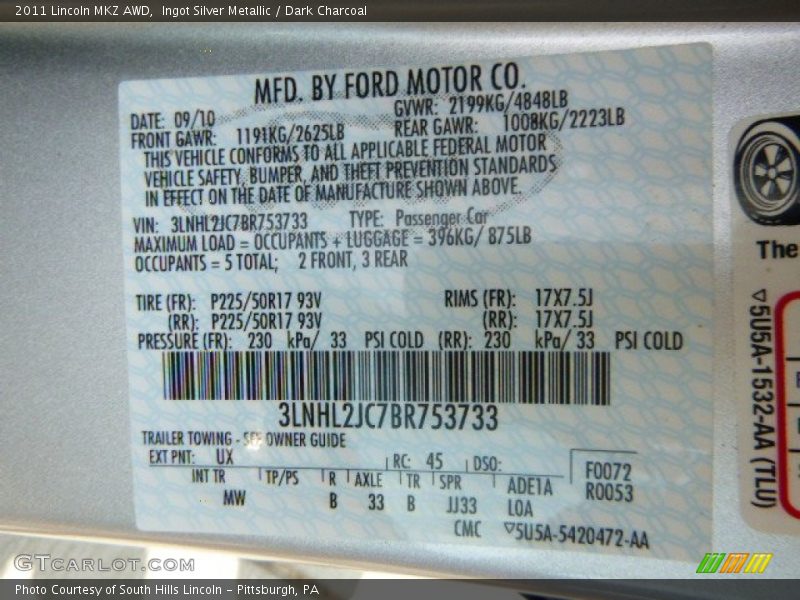 2011 Lincoln MKZ AWD, Ingot Silver Metallic / Dark Charcoal
MFD. BY FORD MOTOR CO.
DATE: 09/10 GVWR: 2199KG/4848LB
FRONT GAWR: 1191KG/2625LB REAR GAWR: 1008KG/2223LB
THIS VEHICLE CONFORMS TO ALL APPLICABLE FEDERAL MOTOR
VEHICLE SAFETY, BUMPER, AND THEFT PREVENTION STANDARDS
IN EFFECT ON THE DATE OF MANUFACTURE SHOWN ABOVE.
VIN: 3LNHL2JC7BR753733 TYPE: Passenger Car
MAXIMUM LOAD = OCCUPANTS + LUGGAGE = 396KG/ 875LB
OCCUPANTS = 5 TOTAL; 2 FRONT, 3 REAR
TIRE (FR): P225/50R17 93V RIMS (FR): 17X7.5J
(RR): P225/50R17 93V (RR): 17X7.5J
PRESSURE (FR): 230 kPa/ 33 PSI COLD (RR): 230 kPa/ 33 PSI COLD
3LNHL2JC7BR753733
TRAILER TOWING - SEE OWNER GUIDE
EXT PNT: UX RC: 45 DSO: F0072
INT TR TP/PS R AXLE TR SPR ADE1A R0053
MW B 33 B JJ33 LOA
CMC ▽5U5A-5420472-AA
The
▽5U5A-1532-AA (TLU)
GTCARLOT.COM
Photo Courtesy of South Hills Lincoln - Pittsburgh, PA